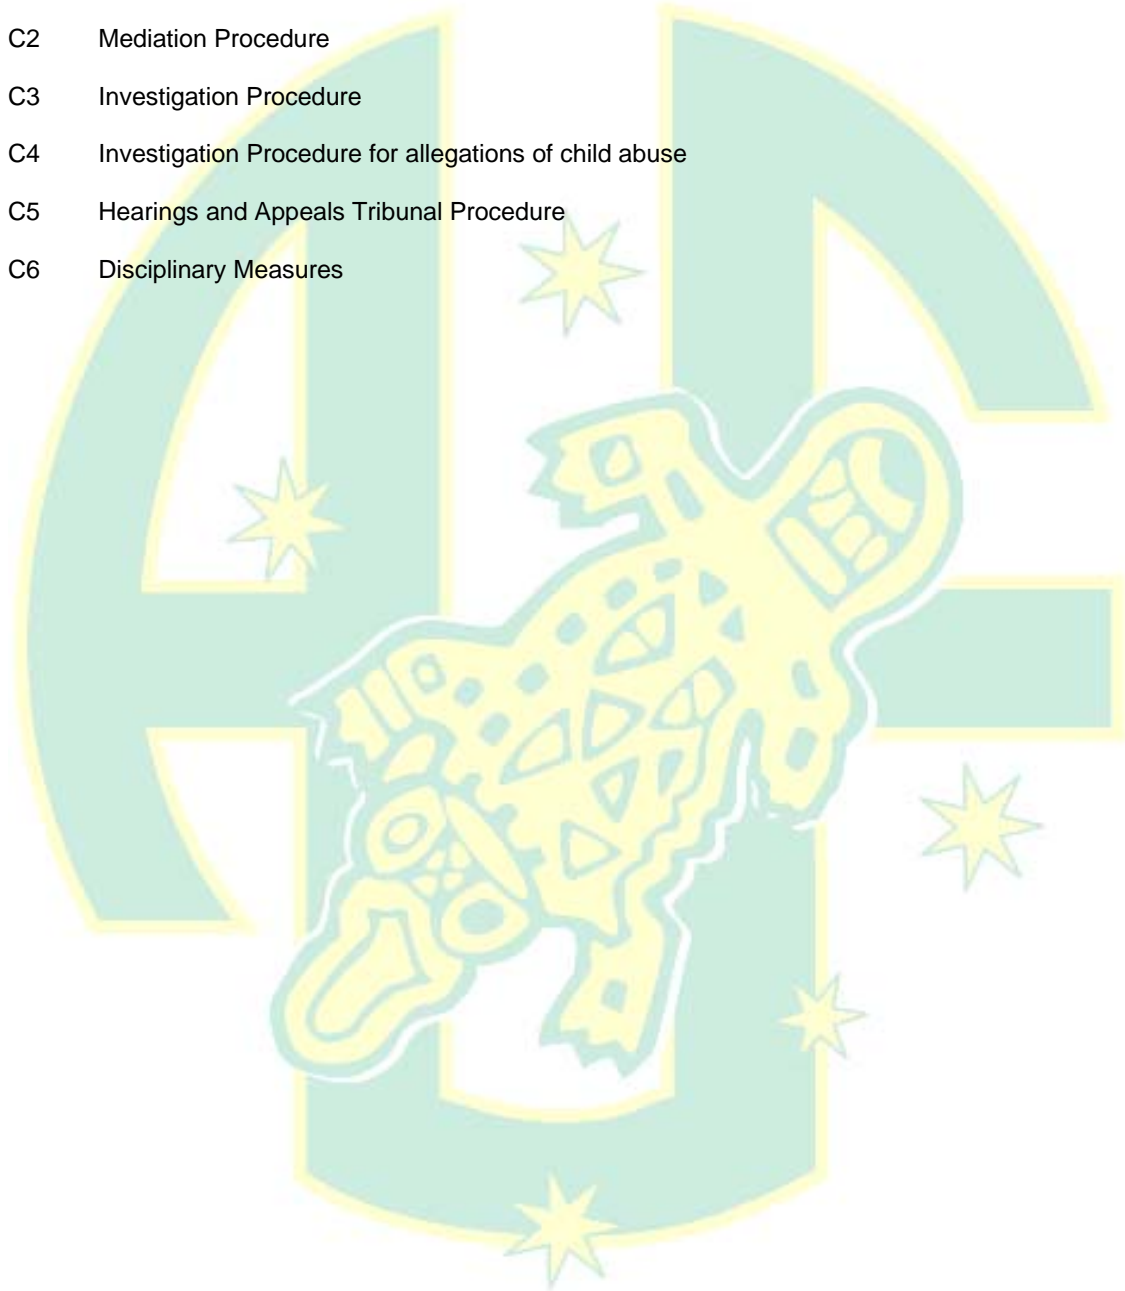 C2 Mediation Procedure
C3 Investigation Procedure
C4 Investigation Procedure for allegations of child abuse
C5 Hearings and Appeals Tribunal Procedure
C6 Disciplinary Measures